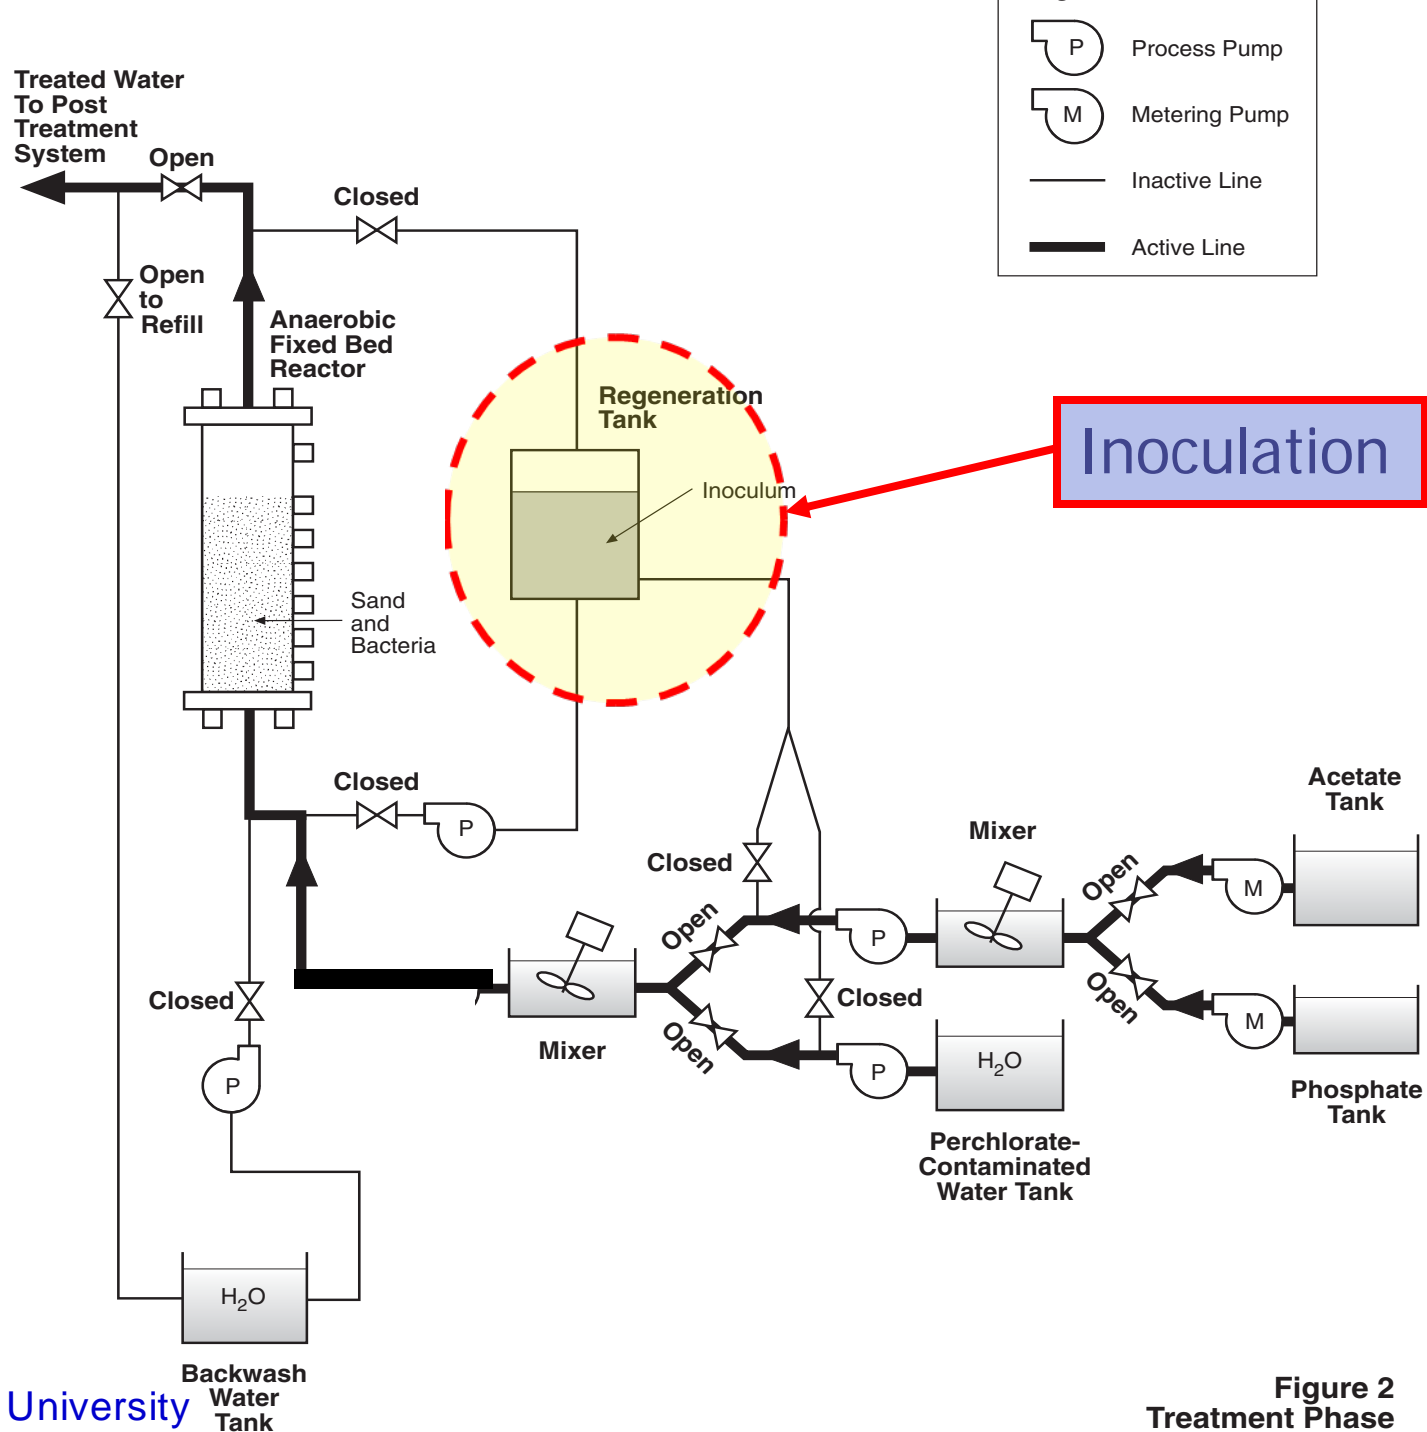 P
Process Pump
M
Metering Pump
Inactive Line
Active Line
Treated Water
To Post
Treatment
System
Open
Closed
Open
to
Refill
Anaerobic
Fixed Bed
Reactor
Regeneration
Tank
Inoculum
Inoculation
Sand
and
Bacteria
Closed
P
Closed
Mixer
Acetate
Tank
Open
M
Open
P
Open
M
Phosphate
Tank
Closed
P
Mixer
Open
Closed
P
H2O
Perchlorate-
Contaminated
Water Tank
H2O
Backwash
Water
Tank
University
Figure 2
Treatment Phase